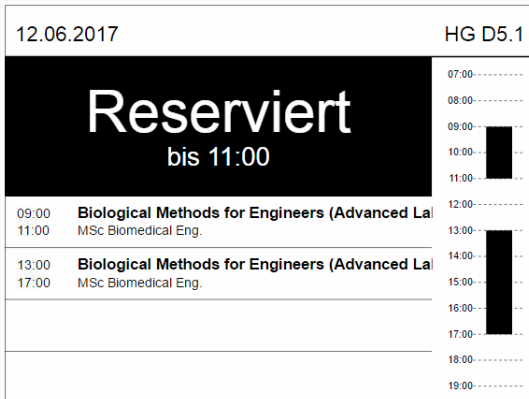 12.06.2017
HG D5.1
Reserviert
bis 11:00
09:00 Biological Methods for Engineers (Advanced
11:00 MSc Biomedical Eng.
13:00 Biological Methods for Engineers (Advanced
17:00 MSc Biomedical Eng.
07:00
08:00
09:00
10:00
11:00
12:00
13:00
14:00
15:00
16:00
17:00
18:00
19:00